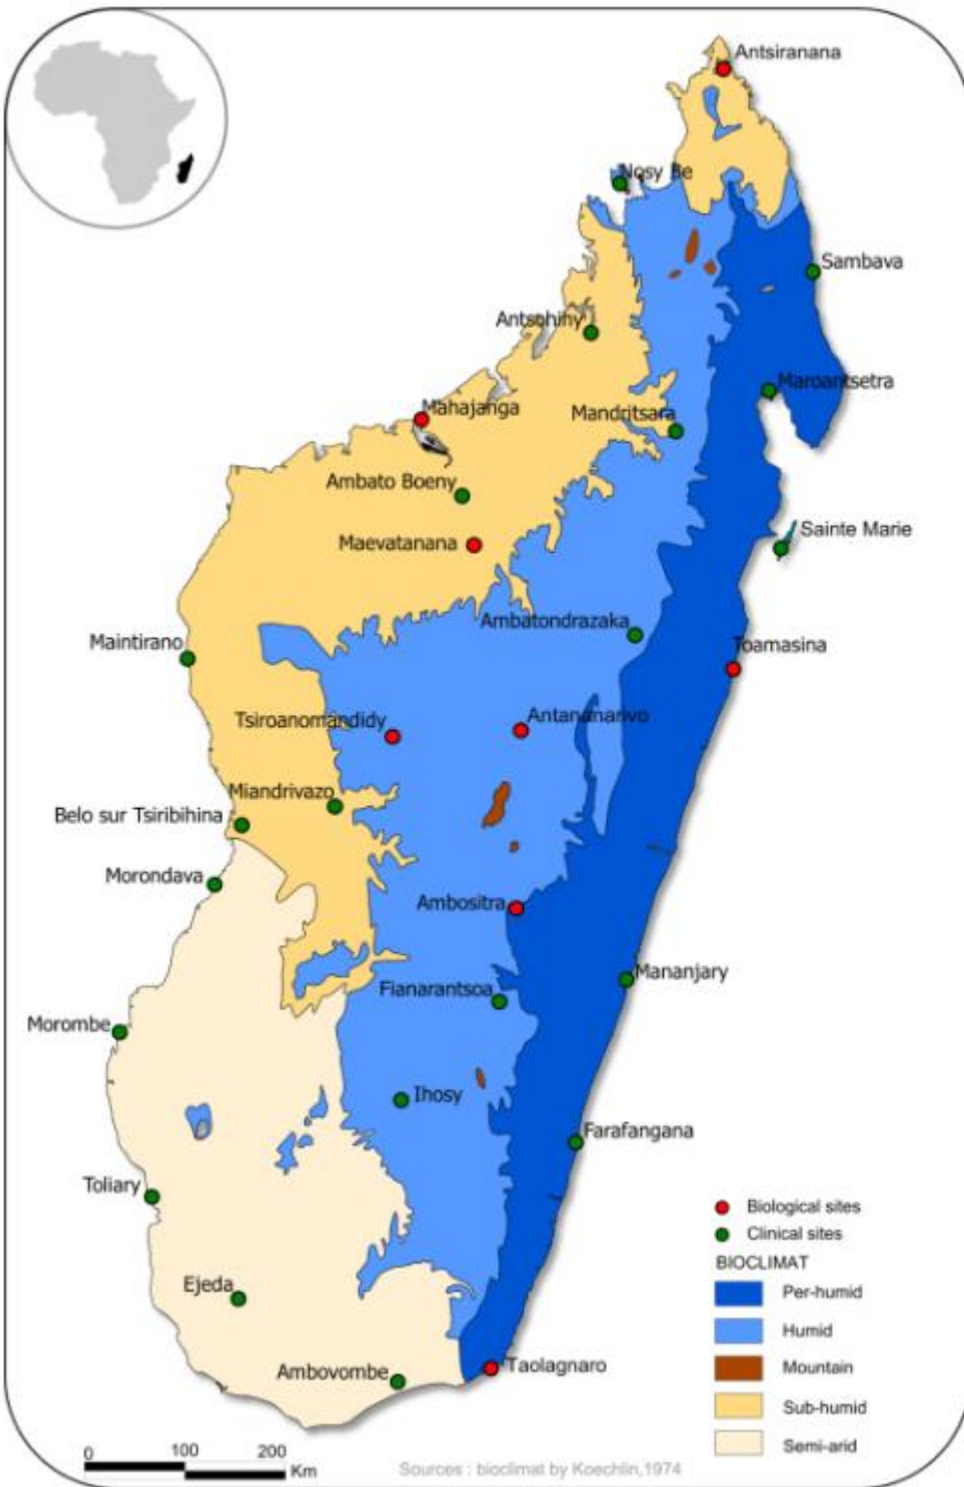 Antsiranana
Nosy Be
Sambava
Antsohihy
Maroantsetra
Mahajanga
Mandritsara
Ambato Boeny
Sainte Marie
Maevatanana
Ambatondrazaka
Maintirano
Toamasina
Tsiroanomandidy
Antananarivo
Miandrivazo
Belo sur Tsiribihina
Morondava
Ambositra
Mananjary
Fianarantsoa
Morombe
Ihosy
Farafangana
Toliary
Ejeda
Ambovombe
Taolagnaro
Biological sites
Clinical sites
BIOCLIMAT
Per-humid
Humid
Mountain
Sub-humid
Semi-arid
0 100 200
Km
Sources : bioclimat by Koechlin,1974